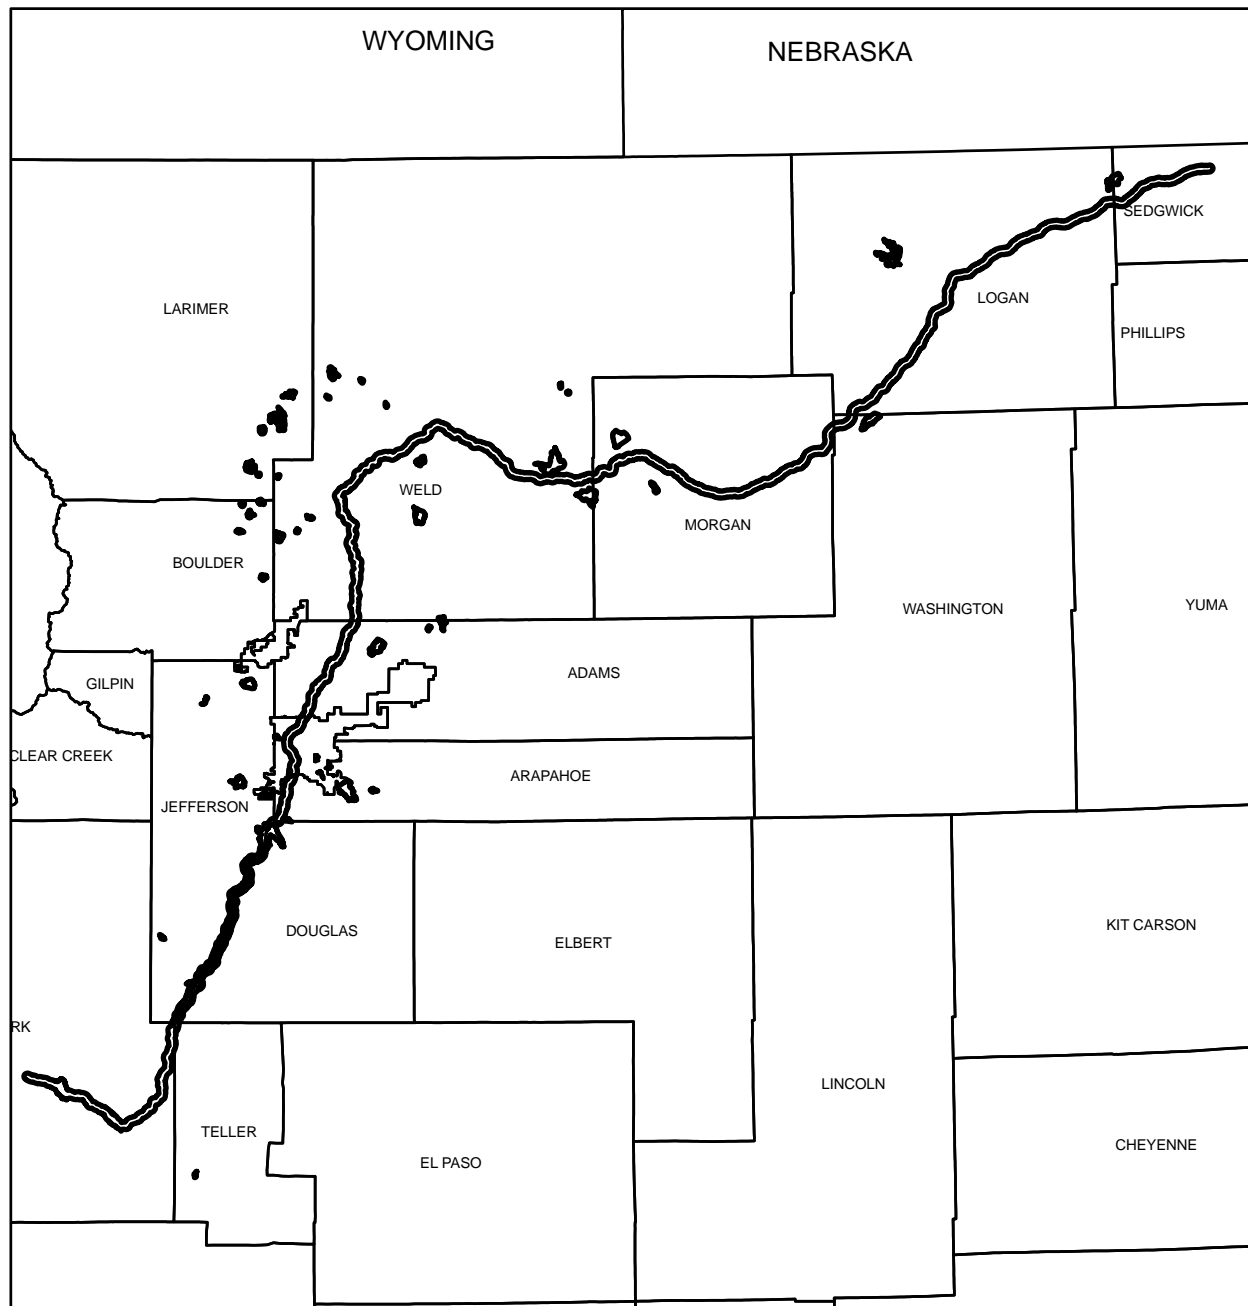 WYOMING
NEBRASKA
SEDGWICK
LOGAN
LARIMER
PHILLIPS
WELD
MORGAN
BOULDER
WASHINGTON
YUMA
ADAMS
GILPIN
CLEAR CREEK
ARAPAHOE
JEFFERSON
KIT CARSON
DOUGLAS
ELBERT
RK
LINCOLN
TELLER
CHEYENNE
EL PASO